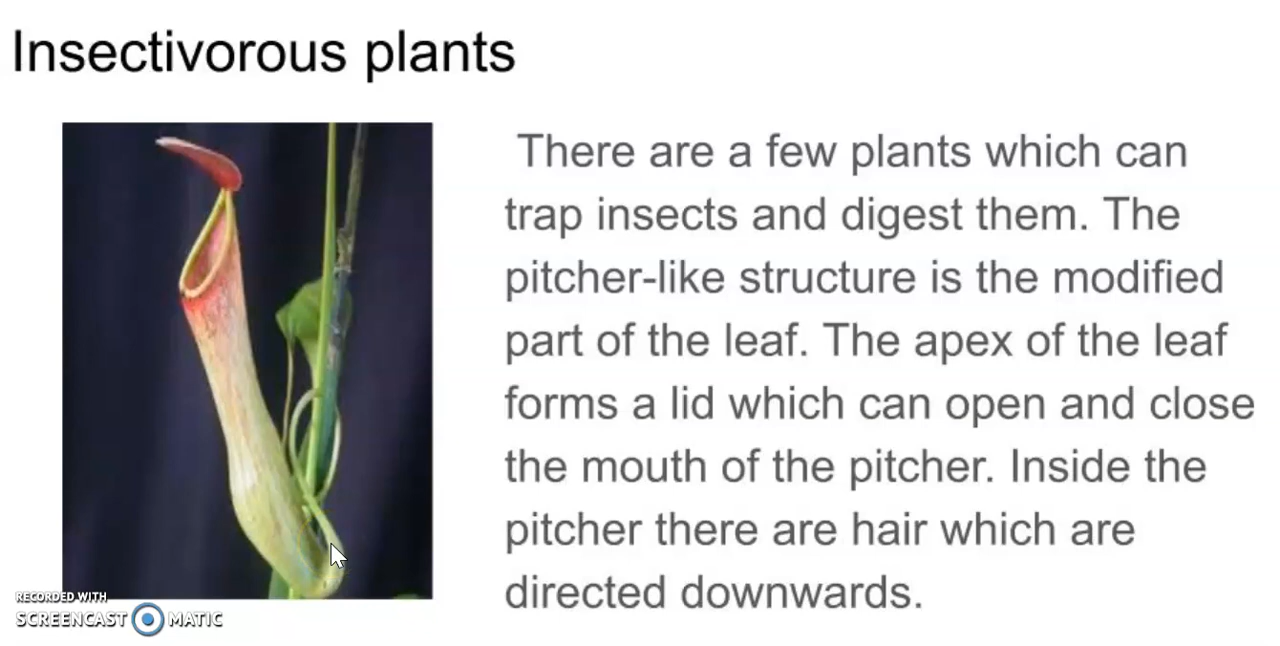 Insectivorous plants
There are a few plants which can
trap insects and digest them. The
pitcher-like structure is the modified
part of the leaf. The apex of the leaf
forms a lid which can open and close
the mouth of the pitcher. Inside the
pitcher there are hair which are
directed downwards.
RECORDED WITH
SCREENCAST MATIC